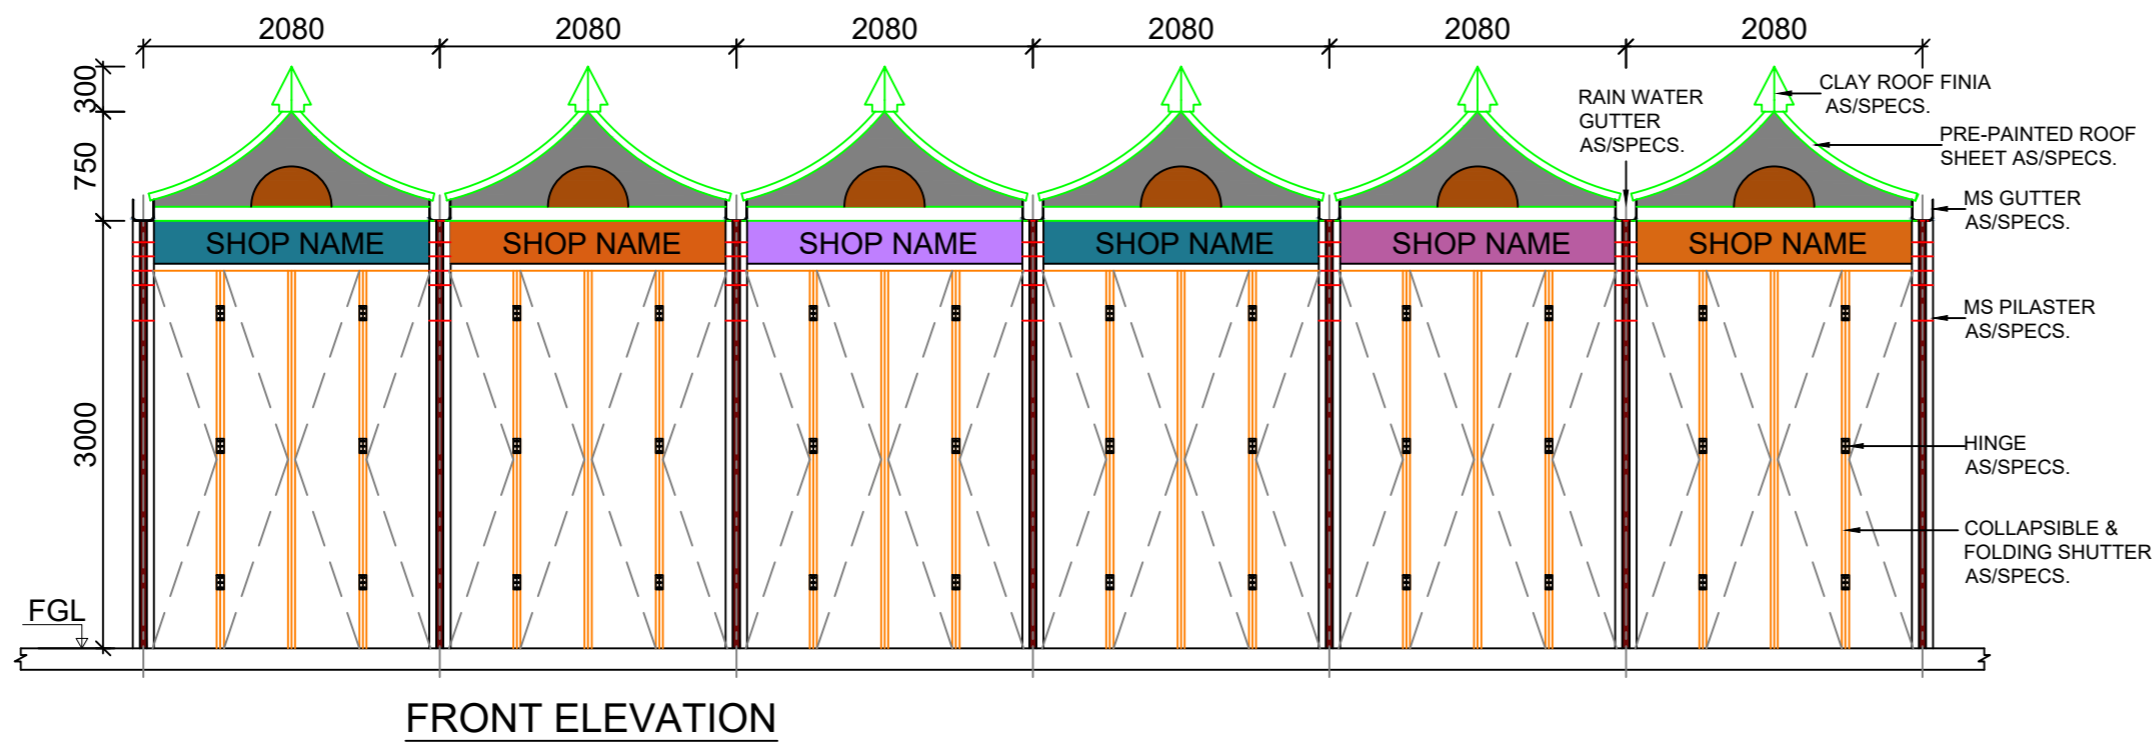 2080 2080 2080 2080 2080 2080
300
750
3000
RAIN WATER
GUTTER
AS/SPECS.
CLAY ROOF FINIA
AS/SPECS.
PRE-PAINTED ROOF
SHEET AS/SPECS.
MS GUTTER
AS/SPECS.
SHOP NAME SHOP NAME SHOP NAME SHOP NAME SHOP NAME SHOP NAME
MS PILASTER
AS/SPECS.
HINGE
AS/SPECS.
COLLAPSIBLE &
FOLDING SHUTTER
AS/SPECS.
FGL
FRONT ELEVATION